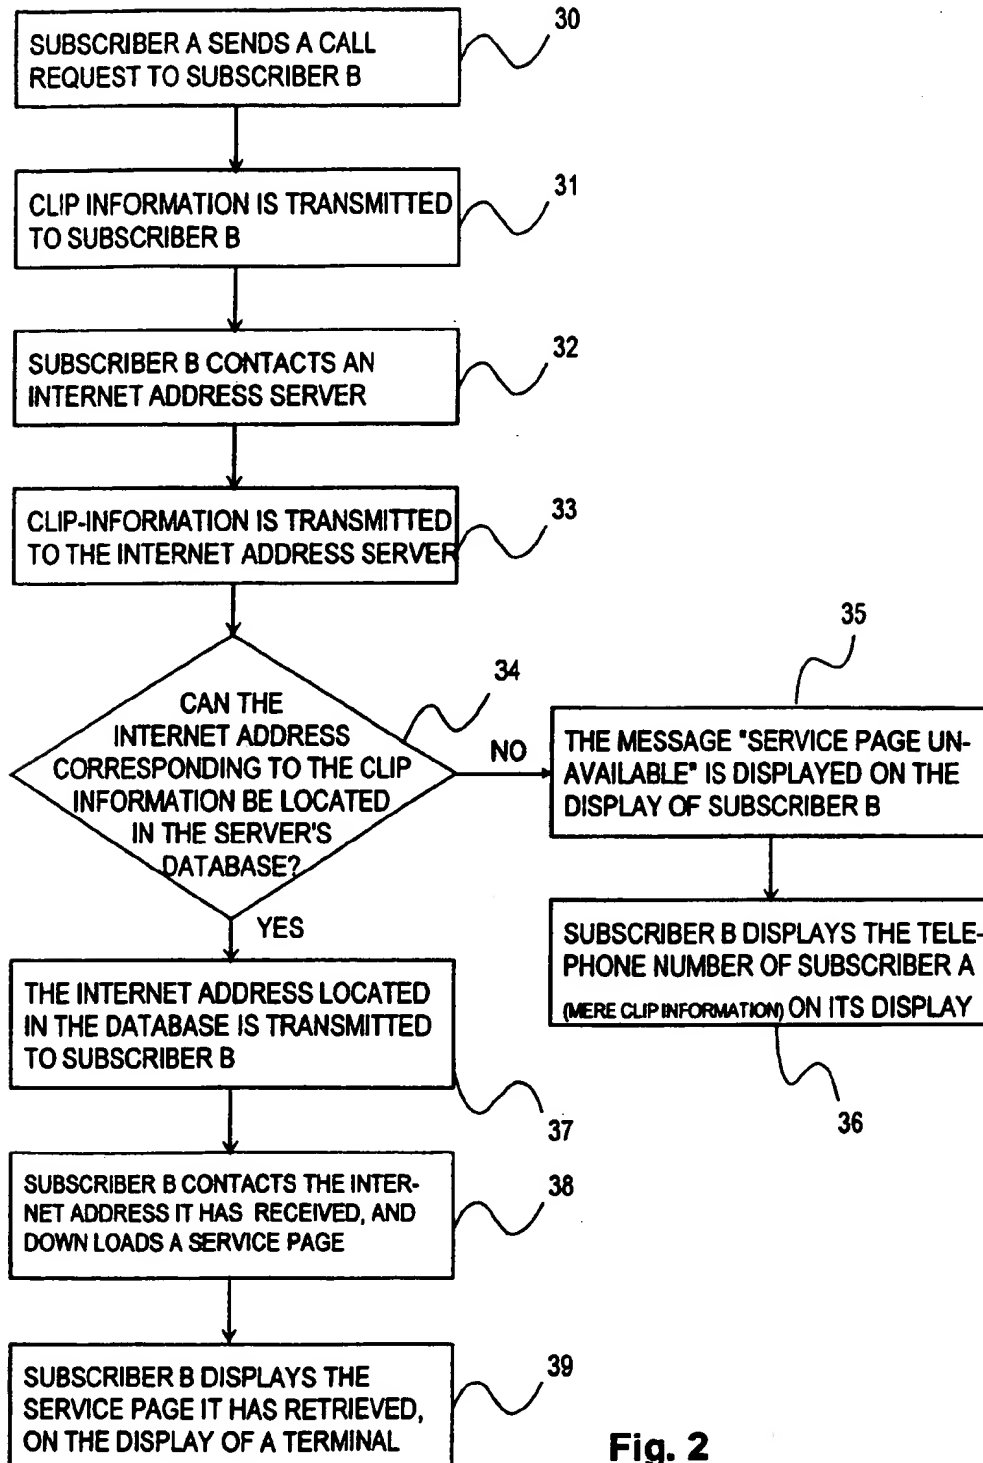 30
SUBSCRIBER A SENDS A CALL
REQUEST TO SUBSCRIBER B
31
CLIP INFORMATION IS TRANSMITTED
TO SUBSCRIBER B
32
SUBSCRIBER B CONTACTS AN
INTERNET ADDRESS SERVER
33
CLIP-INFORMATION IS TRANSMITTED
TO THE INTERNET ADDRESS SERVER
34
CAN THE
INTERNET ADDRESS
CORRESPONDING TO THE CLIP
INFORMATION BE LOCATED
IN THE SERVER'S
DATABASE?
NO
35
THE MESSAGE "SERVICE PAGE UN-
AVAILABLE" IS DISPLAYED ON THE
DISPLAY OF SUBSCRIBER B
SUBSCRIBER B DISPLAYS THE TELE-
PHONE NUMBER OF SUBSCRIBER A
(MERE CLIP INFORMATION) ON ITS DISPLAY
36
YES
THE INTERNET ADDRESS LOCATED
IN THE DATABASE IS TRANSMITTED
TO SUBSCRIBER B
37
SUBSCRIBER B CONTACTS THE INTER-
NET ADDRESS IT HAS RECEIVED, AND
DOWN LOADS A SERVICE PAGE
38
SUBSCRIBER B DISPLAYS THE
SERVICE PAGE IT HAS RETRIEVED,
ON THE DISPLAY OF A TERMINAL
39
Fig. 2